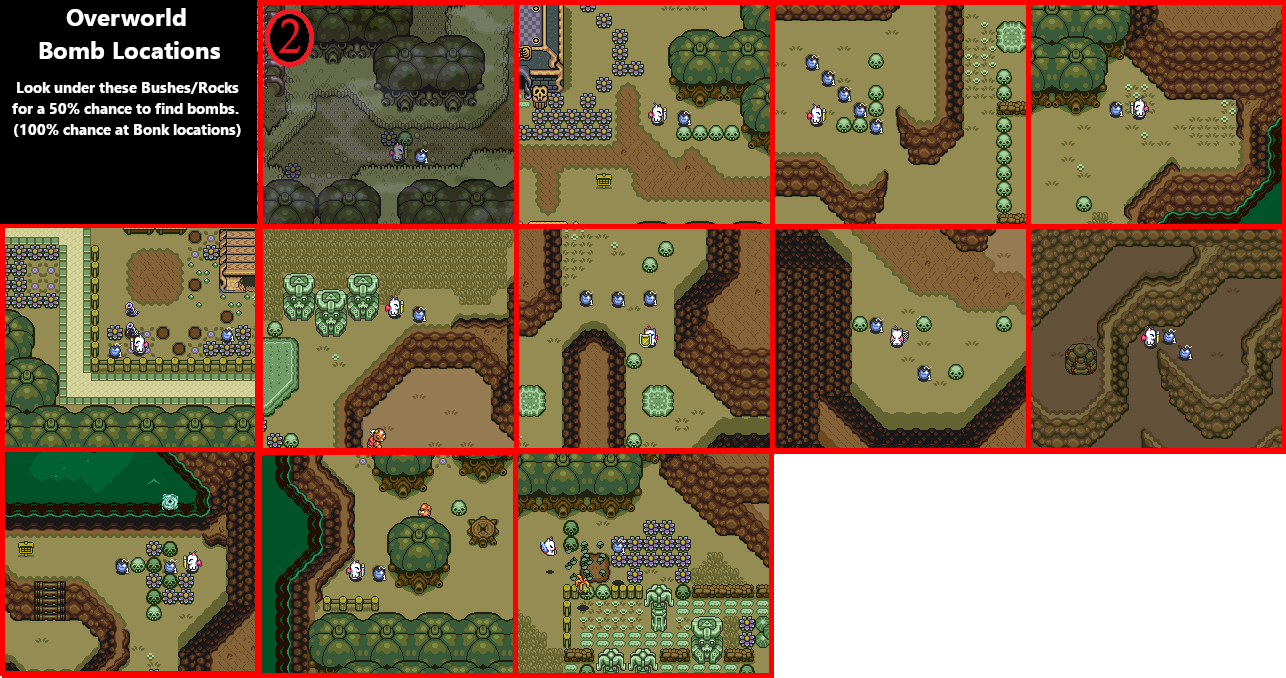 Overworld
Bomb Locations
Look under these Bushes/Rocks
for a 50% chance to find bombs.
(100% chance at Bonk locations)
2